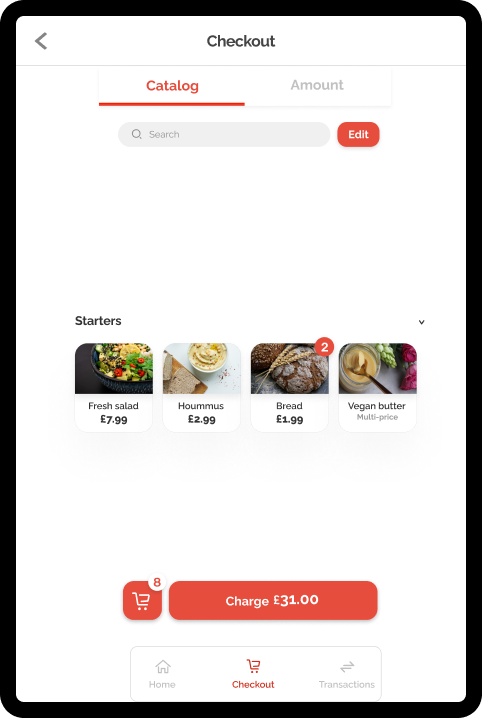 Checkout
Catalog
Amount
Search
Edit
Starters
2
Fresh salad
£7.99
Hoummus
£2.99
Bread
£1.99
Vegan butter
Multi-price
8
Charge £31.00
Home
Checkout
Transactions